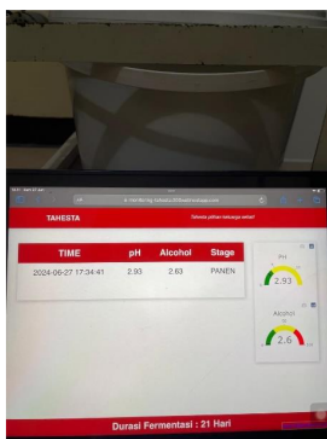 TAHESTA
TIME pH Alcohol Stage
2024-06-27 17:34:41 2.93 2.63 PANEN
PH
2.93
Alcohol
2.6
Durasi Fermentasi : 21 Hari